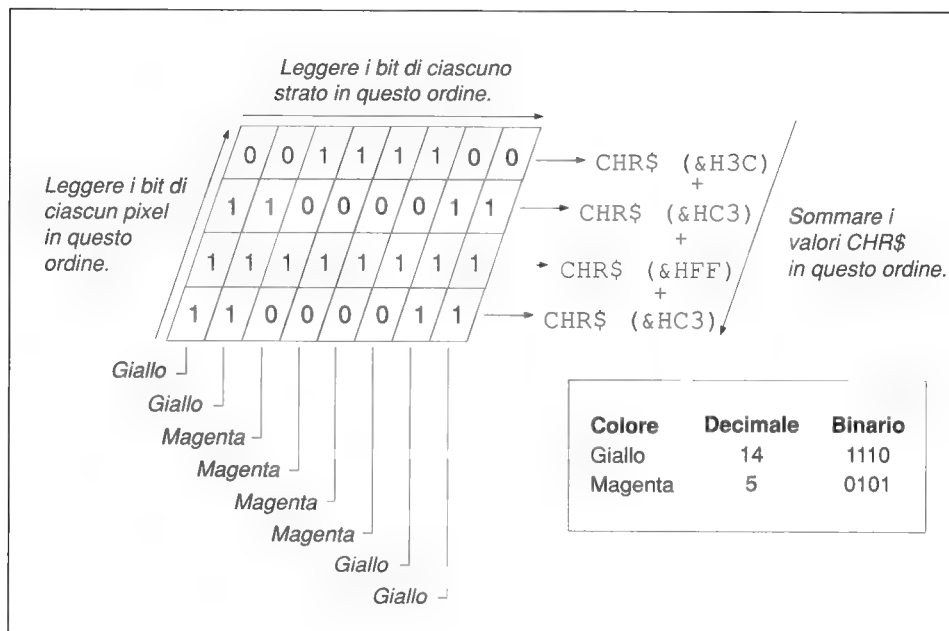 Leggere i bit di ciascuno
strato in questo ordine.
Leggere i bit di
ciascun pixel
in questo
ordine.
0 0 1 1 1 1 0 0
CHR$ (&H3C)
+
1 1 0 0 0 0 1 1
CHR$ (&HC3)
+
1 1 1 1 1 1 1 1
CHR$ (&HFF)
+
1 1 0 0 0 0 1 1
CHR$ (&HC3)
Sommare i
valori CHR$
in questo ordine.
Giallo
Giallo
Magenta
Magenta
Magenta
Magenta
Giallo
Giallo
Colore Decimale Binario
Giallo 14 1110
Magenta 5 0101